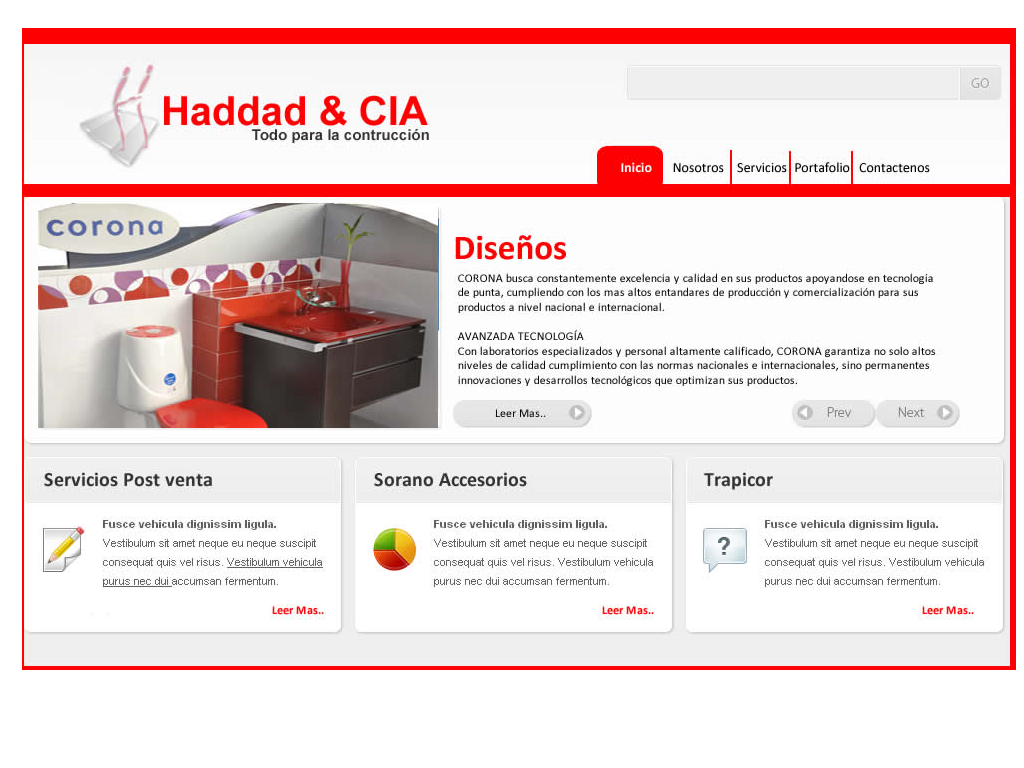 Haddad & CIA
Todo para la contrucción
GO
Inicio
Nosotros
Servicios
Portafolio
Contactenos
corona
Diseños
CORONA busca constantemente excelencia y calidad en sus productos apoyandose en tecnología
de punta, cumpliendo con los mas altos entandares de producción y comercialización para sus
productos a nivel nacional e internacional.
AVANZADA TECNOLOGÍA
Con laboratorios especializados y personal altamente calificado, CORONA garantiza no solo altos
niveles de calidad cumplimiento con las normas nacionales e internacionales, sino permanentes
innovaciones y desarrollos tecnológicos que optimizan sus productos.
Leer Mas..
Prev
Next
Servicios Post venta
Fusce vehicula dignissim ligula.
Vestibulum sit amet neque eu neque suscipit
consequat quis vel risus. Vestibulum vehicula
purus nec dui accumsan fermentum.
Leer Mas..
Sorano Accesorios
Fusce vehicula dignissim ligula.
Vestibulum sit amet neque eu neque suscipit
consequat quis vel risus. Vestibulum vehicula
purus nec dui accumsan fermentum.
Leer Mas..
Trapicor
Fusce vehicula dignissim ligula.
Vestibulum sit amet neque eu neque suscipit
consequat quis vel risus. Vestibulum vehicula
purus nec dui accumsan fermentum.
Leer Mas..